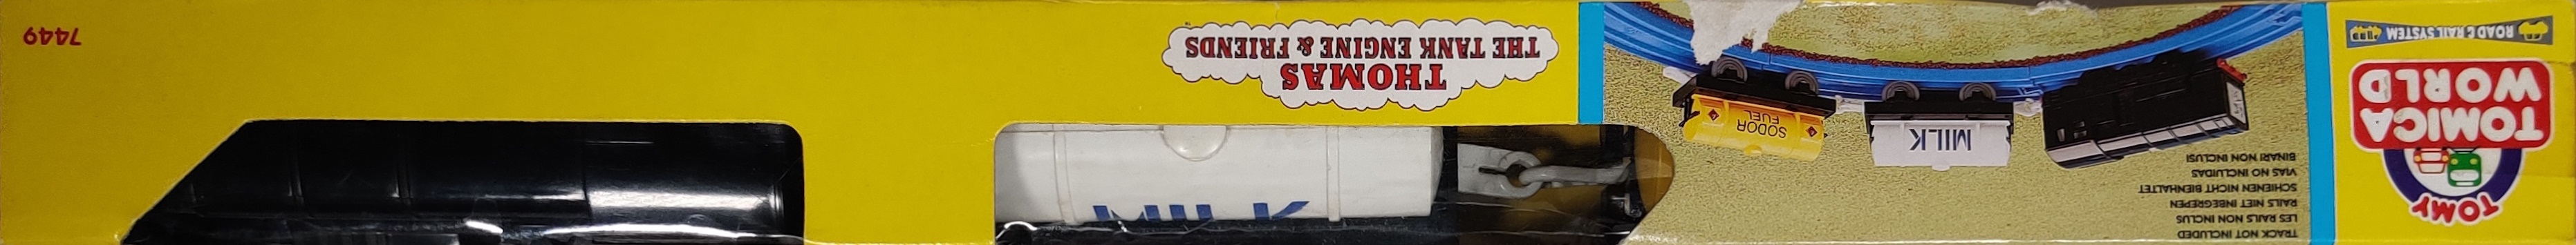 TOMY
TOMICA
WORLD
ROAD & RAIL SYSTEM
TRACK NOT INCLUDED
LES RAILS NON INCLUS
RAILS NIET INBEGREPEN
SCHIENEN NICHT BIENHALTET
VIAS NO INCLUIDAS
BINARI NON INCLUSI
MILK
SODOR
FUEL
THOMAS
THE TANK ENGINE & FRIENDS
MILK
7449